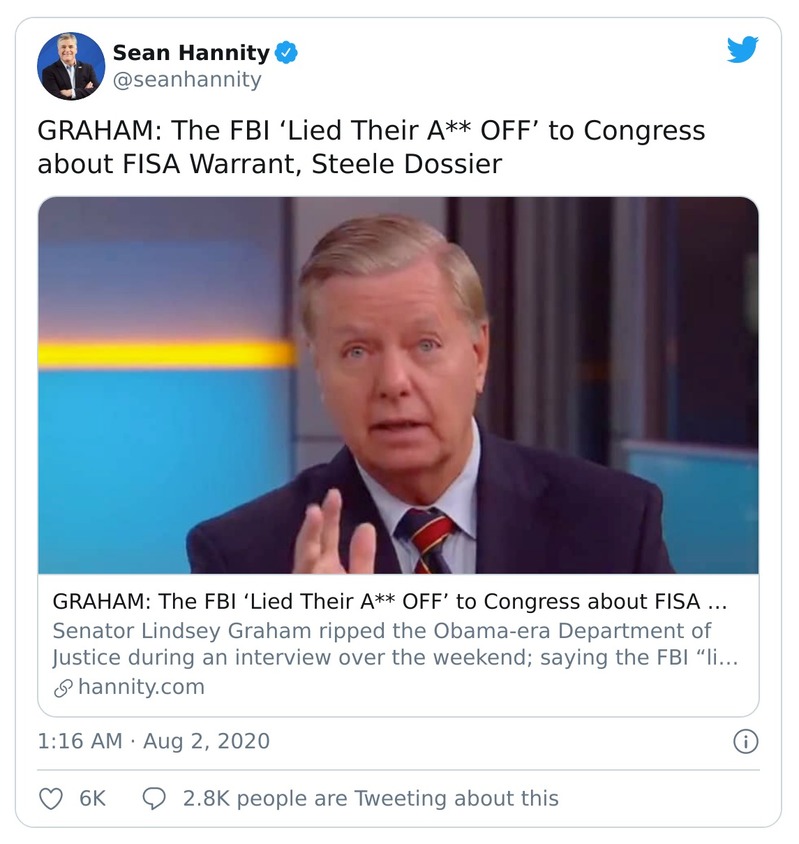 Sean Hannity
@seanhannity
GRAHAM: The FBI ‘Lied Their A** OFF’ to Congress
about FISA Warrant, Steele Dossier
GRAHAM: The FBI ‘Lied Their A** OFF’ to Congress about FISA ...
Senator Lindsey Graham ripped the Obama-era Department of
Justice during an interview over the weekend; saying the FBI “li...
hannity.com
1:16 AM · Aug 2, 2020
6K
2.8K people are Tweeting about this